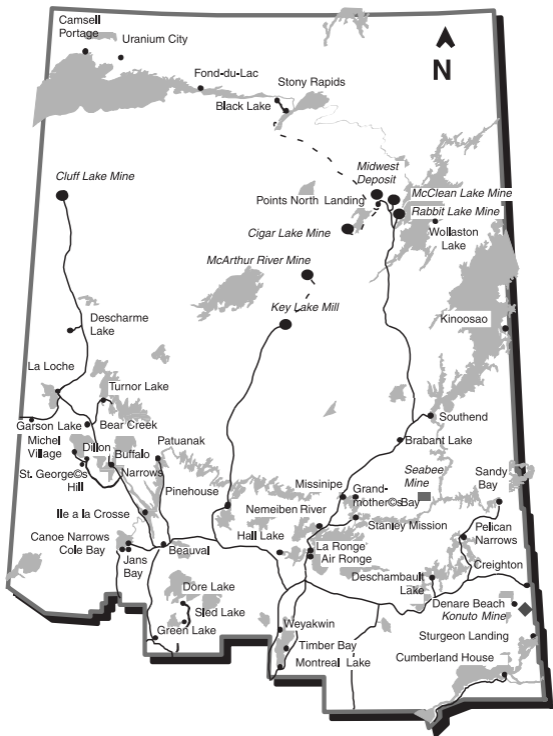 Camsell
Portage
Uranium City
N
Fond-du-Lac
Stony Rapids
Black Lake
Midwest
Deposit
Cluff Lake Mine
McClean Lake Mine
Points North Landing
Rabbit Lake Mine
Cigar Lake Mine
Wollaston
Lake
McArthur River Mine
Key Lake Mill
Descharme
Lake
Kinoosao
La Loche
Turnor Lake
Southend
Garson Lake
Bear Creek
Michel
Village
Dillon
Buffalo
Narrows
Patuanak
Brabant Lake
St. George©s
Hill
Seabee
Mine
Sandy
Bay
Pinehouse
Missinipe
Grand-
mother©s Bay
Ile a la Crosse
Nemeiben River
Stanley Mission
Pelican
Narrows
Canoe Narrows
Cole Bay
Jans
Bay
Beauval
Hall Lake
La Ronge
Air Ronge
Creighton
Deschambault
Lake
Dore Lake
Sled Lake
Denare Beach
Konuto Mine
Green Lake
Weyakwin
Sturgeon Landing
Timber Bay
Montreal Lake
Cumberland House